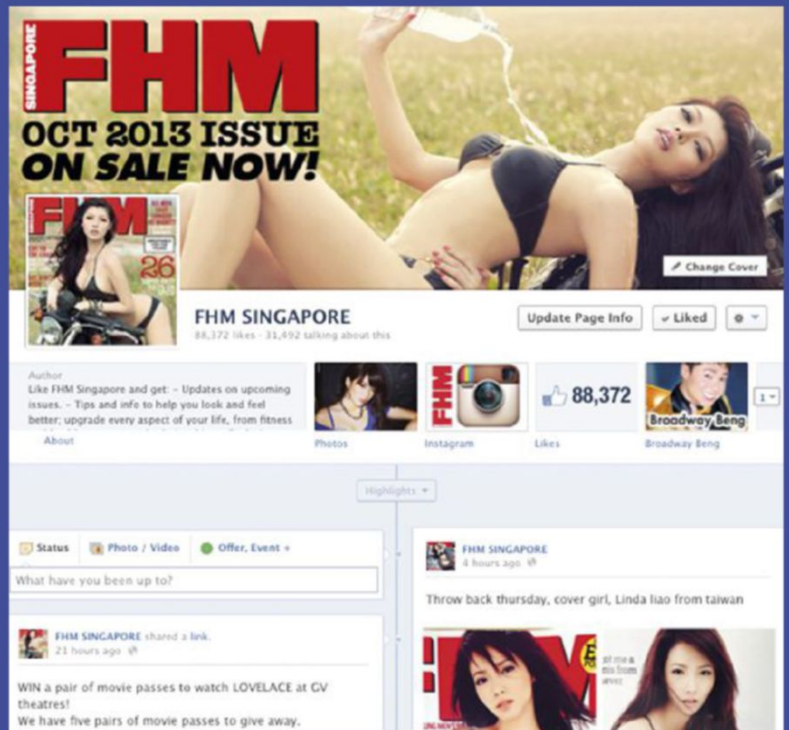 SINGAPORE
FHM
OCT 2013 ISSUE
ON SALE NOW!
FHM
26
Change Cover
FHM SINGAPORE
88,372 likes · 31,492 talking about this
Update Page Info
Liked
Author
Like FHM Singapore and get: - Updates on upcoming
issues. - Tips and info to help you look and feel
better; upgrade every aspect of your life, from fitness
About
Photos
FHM
Instagram
88,372
Likes
Broadway Beng
Broadway Beng
1
Highlights
Status
Photo / Video
Offer, Event +
What have you been up to?
FHM SINGAPORE shared a link.
21 hours ago
WIN a pair of movie passes to watch LOVELACE at GV
theatres!
We have five pairs of movie passes to give away.
FHM SINGAPORE
4 hours ago
Throw back thursday, cover girl, Linda liao from taiwan
FHM